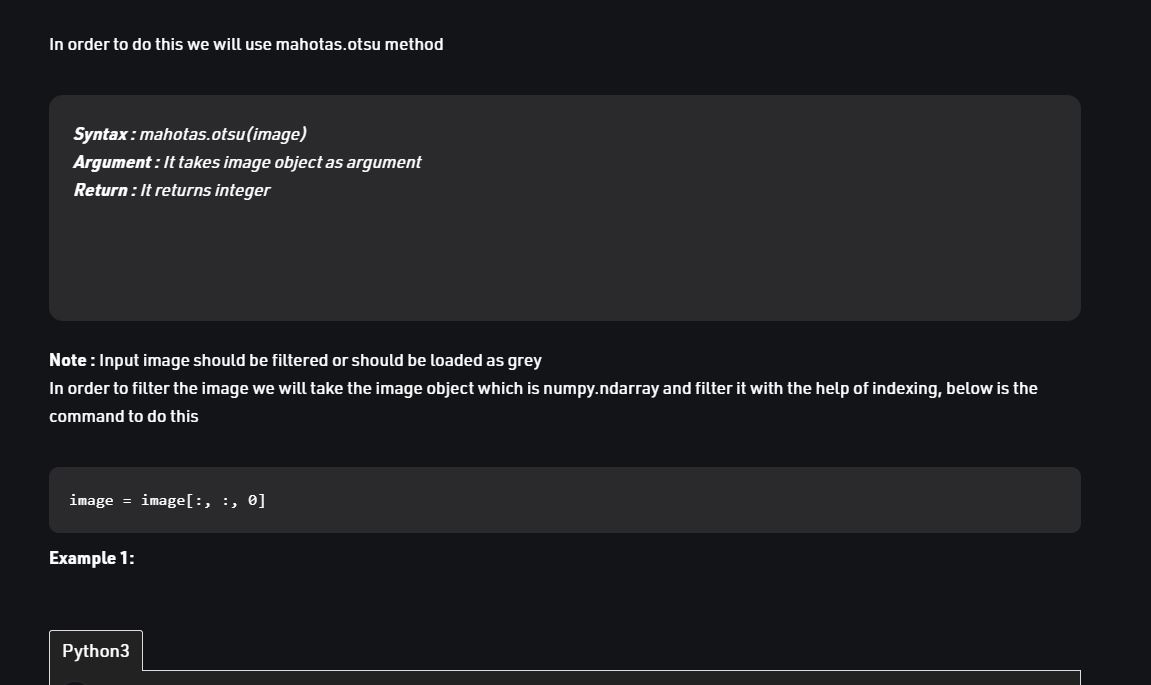 In order to do this we will use mahotas.otsu method
Syntax : mahotas.otsu(image)
Argument : It takes image object as argument
Return : It returns integer
Note : Input image should be filtered or should be loaded as grey
In order to filter the image we will take the image object which is numpy.ndarray and filter it with the help of indexing, below is the
command to do this
image = image[:, :, 0]
Example 1:
Python3